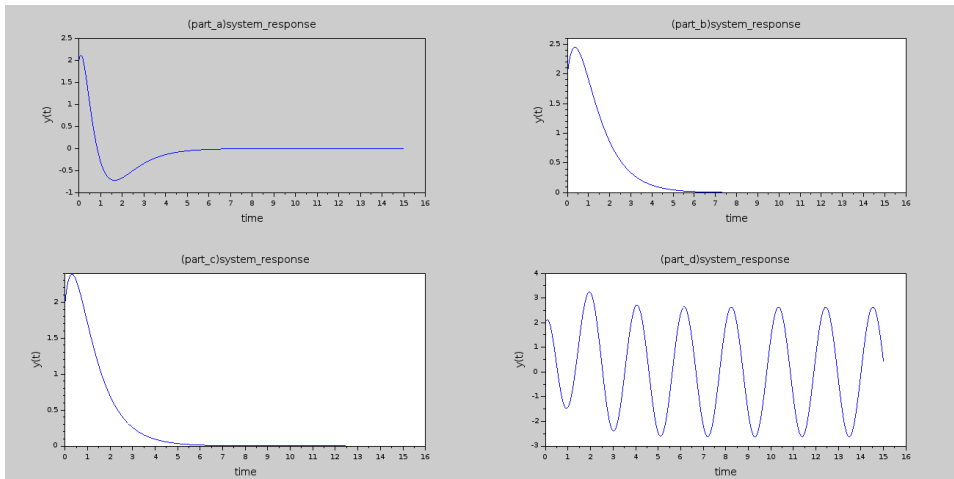 (part_a)system_response
y(t)
2.5
2
1.5
1
0.5
0
-0.5
-1
0 1 2 3 4 5 6 7 8 9 10 11 12 13 14 15 16
time
(part_b)system_response
y(t)
2.5
2
1.5
1
0.5
0
0 1 2 3 4 5 6 7 8 9 10 11 12 13 14 15 16
time
(part_c)system_response
y(t)
2
1.5
1
0.5
0
0 1 2 3 4 5 6 7 8 9 10 11 12 13 14 15 16
time
(part_d)system_response
y(t)
4
3
2
1
0
-1
-2
-3
0 1 2 3 4 5 6 7 8 9 10 11 12 13 14 15 16
time